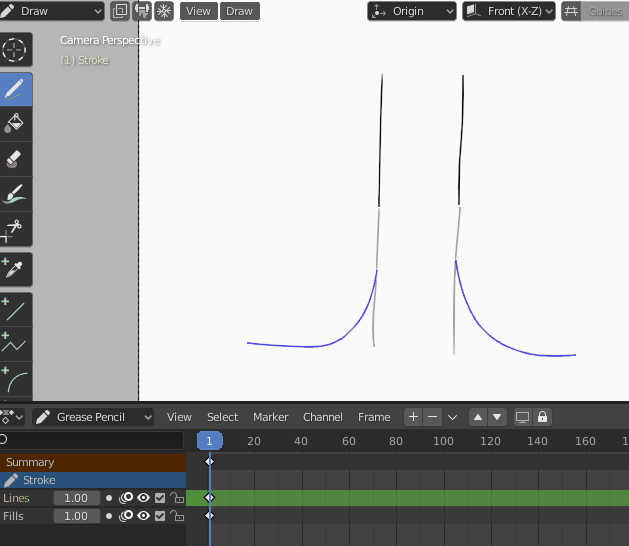 Draw View Draw Origin Front (X-Z) Guides
Camera Perspective
(1) Stroke
Grease Pencil View Select Marker Channel Frame
1 20 40 60 80 100 120 140 160
Summary
Stroke
Lines 1.00
Fills 1.00